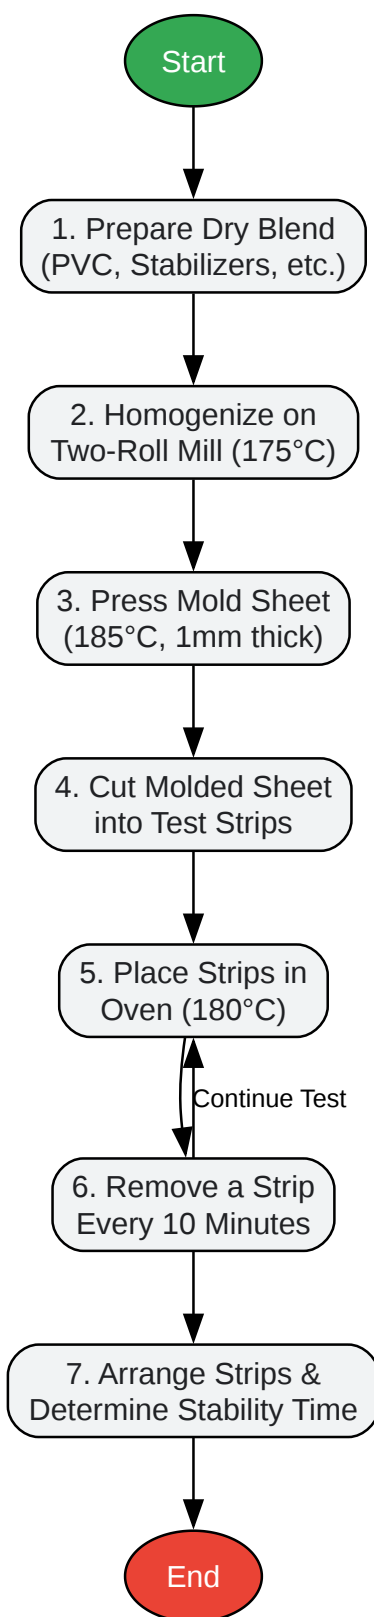 Start
1. Prepare Dry Blend
(PVC, Stabilizers, etc.)
2. Homogenize on
Two-Roll Mill (175°C)
3. Press Mold Sheet
(185°C, 1mm thick)
4. Cut Molded Sheet
into Test Strips
5. Place Strips in
Oven (180°C)
Continue Test
6. Remove a Strip
Every 10 Minutes
7. Arrange Strips &
Determine Stability Time
End